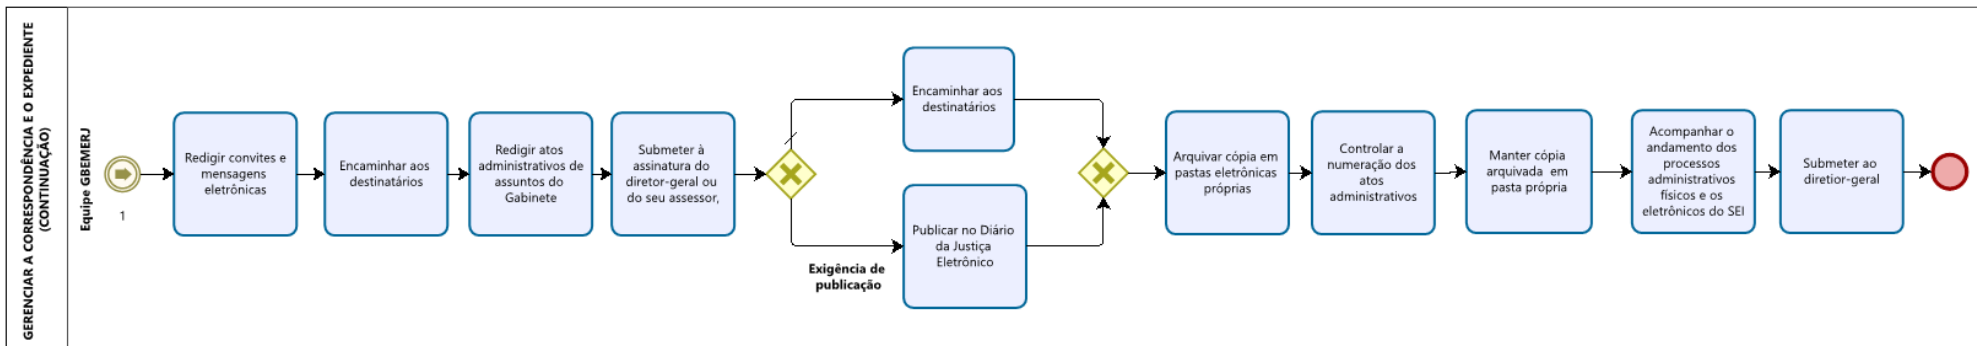 GERENCIAR A CORRESPONDÊNCIA E O EXPEDIENTE
(CONTINUAÇÃO)
Equipe GBEMERJ
1
Redigir convites e
mensagens
eletrônicas
Encaminhar aos
destinatários
Redigir atos
administrativos de
assuntos do
Gabinete
Submeter à
assinatura do
diretor-geral ou
do seu assessor,
Encaminhar aos
destinatários
Exigência de
publicação
Publicar no Diário
da Justiça
Eletrônico
Arquivar cópia em
pastas eletrônicas
próprias
Controlar a
numeração dos
atos
administrativos
Manter cópia
arquivada em
pasta própria
Acompanhar o
andamento dos
processos
administrativos
físicos e os
eletrônicos do SEI
Submeter ao
diretior-geral